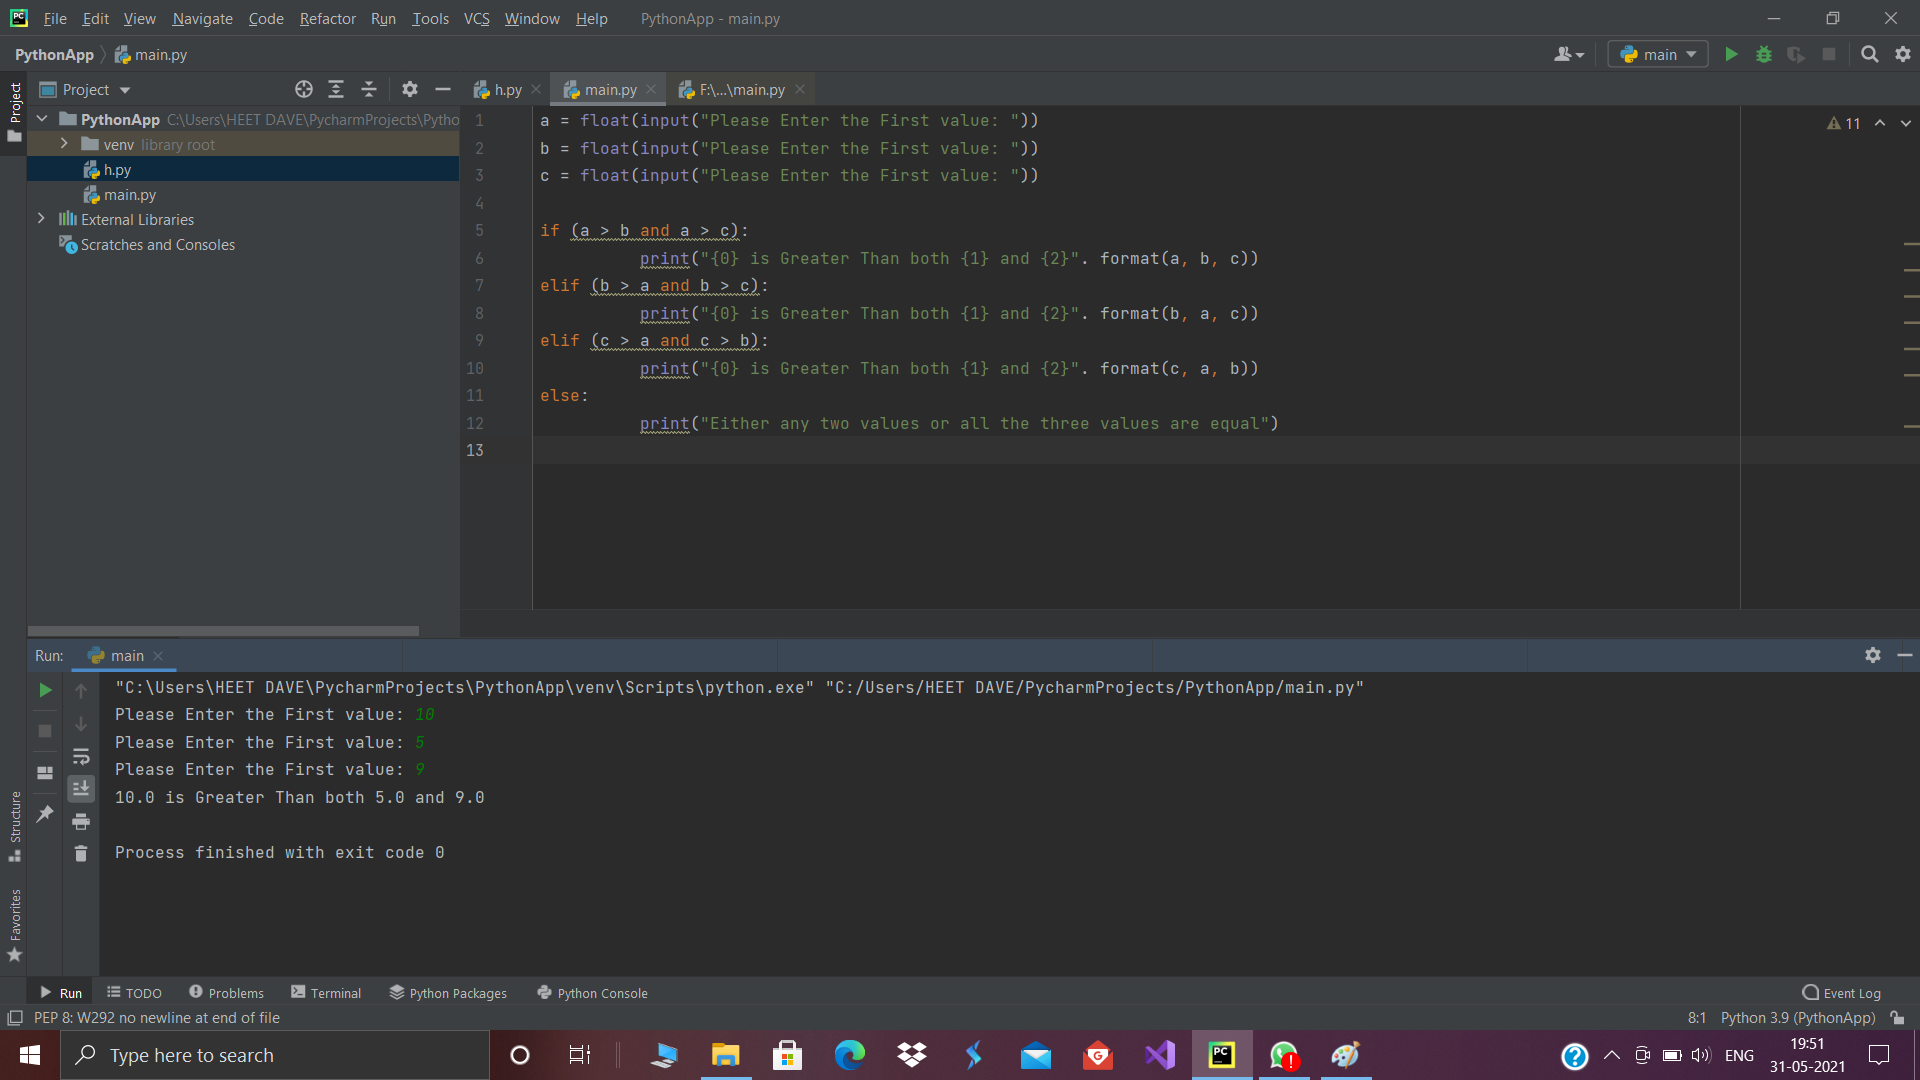 PC File Edit View Navigate Code Refactor Run Tools VCS Window Help PythonApp - main.py
PythonApp main.py main
Project Project h.py main.py F:\...\main.py
PythonApp C:\Users\HEET DAVE\PycharmProjects\Pytho
venv library root
h.py
main.py
External Libraries
Scratches and Consoles
11
1 a = float(input("Please Enter the First value: "))
2 b = float(input("Please Enter the First value: "))
3 c = float(input("Please Enter the First value: "))
4
5 if (a > b and a > c):
6 print("{0} is Greater Than both {1} and {2}". format(a, b, c))
7 elif (b > a and b > c):
8 print("{0} is Greater Than both {1} and {2}". format(b, a, c))
9 elif (c > a and c > b):
10 print("{0} is Greater Than both {1} and {2}". format(c, a, b))
11 else:
12 print("Either any two values or all the three values are equal")
13
Run: main
"C:\Users\HEET DAVE\PycharmProjects\PythonApp\venv\Scripts\python.exe" "C:/Users/HEET DAVE/PycharmProjects/PythonApp/main.py"
Please Enter the First value: 10
Please Enter the First value: 5
Please Enter the First value: 9
10.0 is Greater Than both 5.0 and 9.0
Process finished with exit code 0
Structure
Favorites
Run TODO Problems Terminal Python Packages Python Console Event Log
PEP 8: W292 no newline at end of file 8:1 Python 3.9 (PythonApp)
Type here to search PC ENG 19:51
31-05-2021